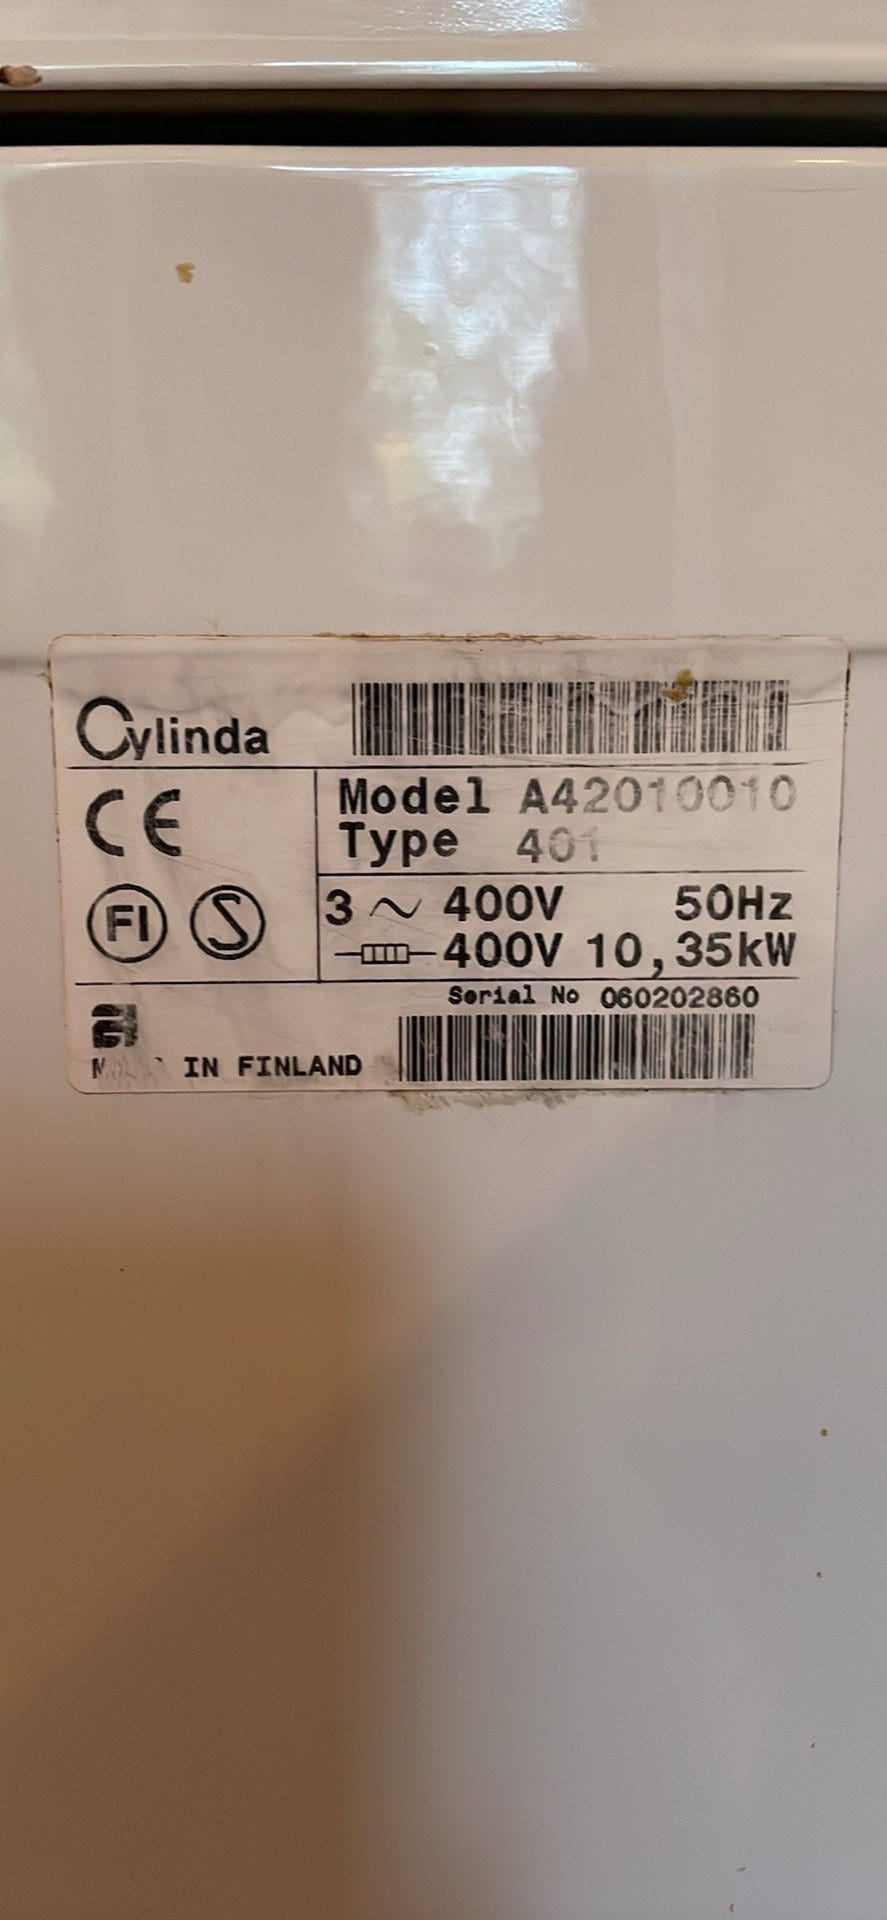 Cylinda
CE
Model A42010010
Type 401
FI S
3 ~ 400V 50Hz
400V 10,35kW
Serial No 060202860
IN FINLAND